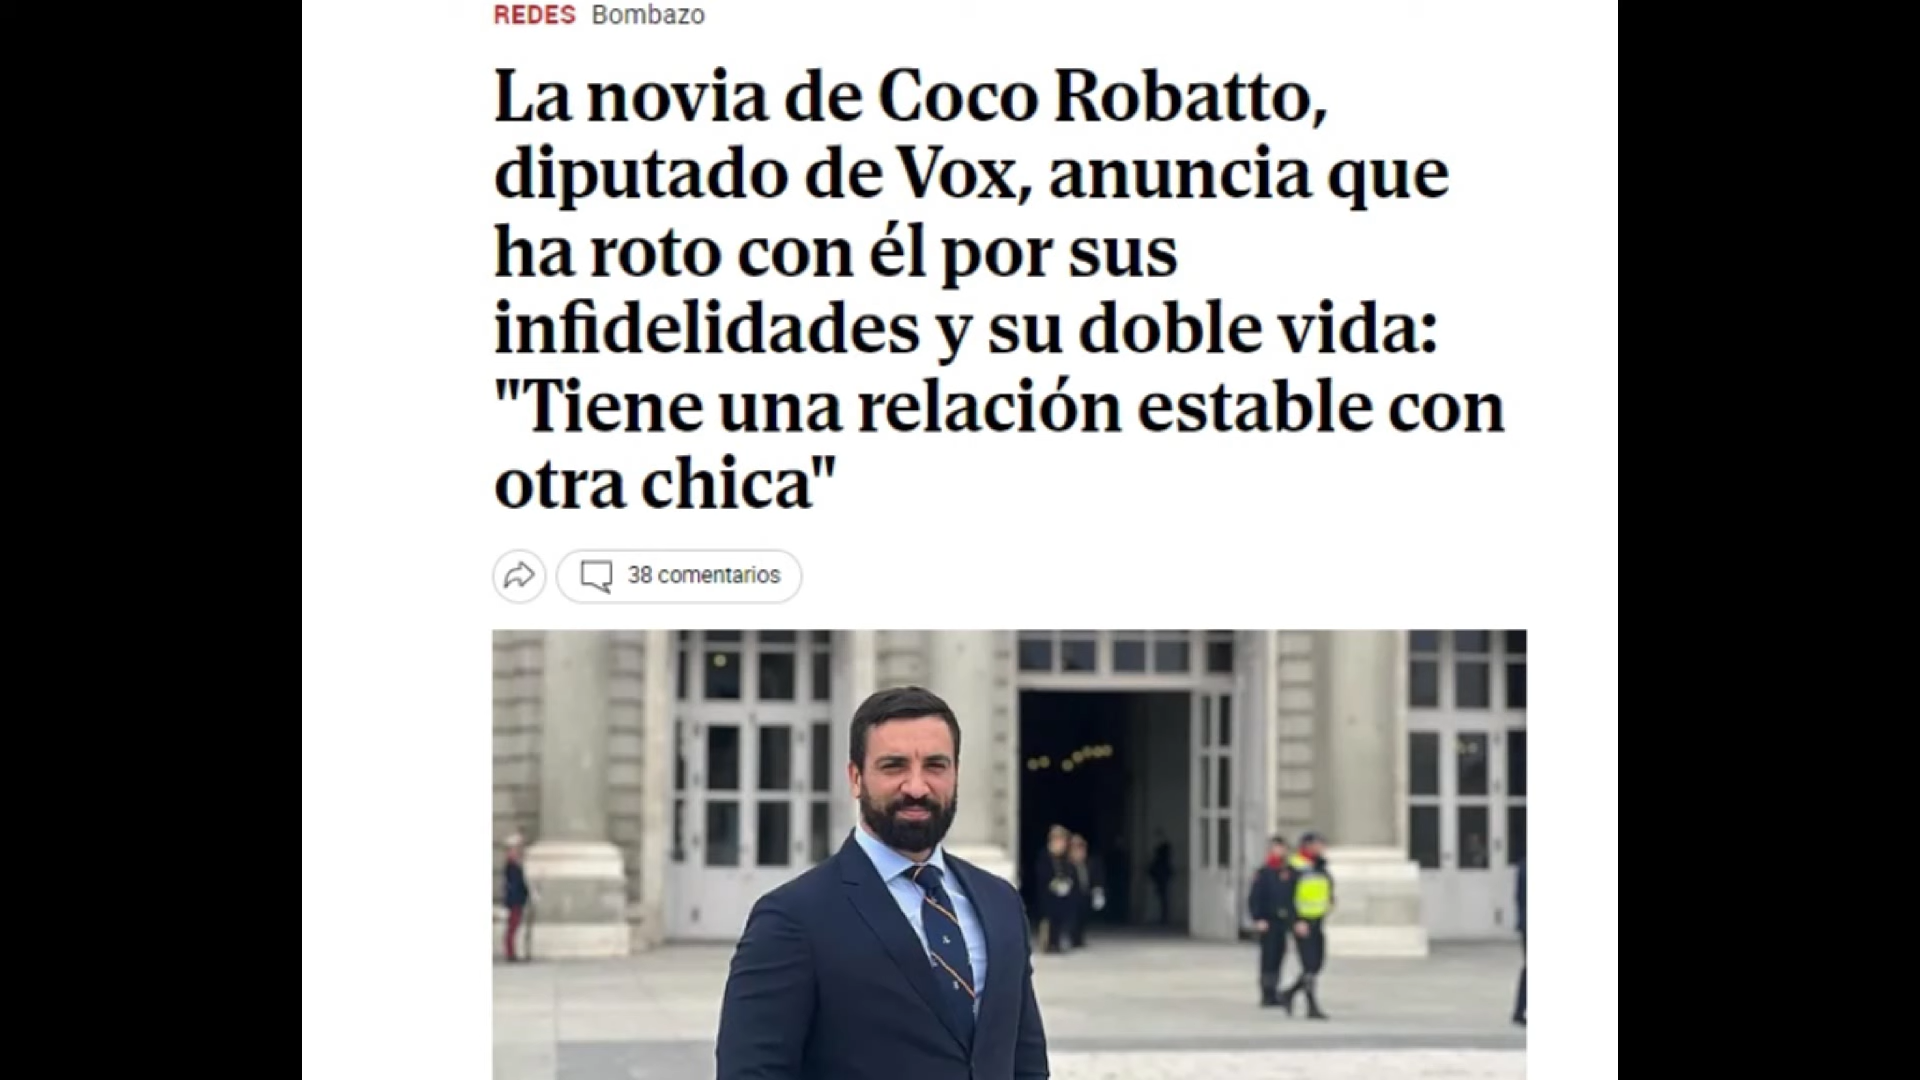 REDES Bombazo
La novia de Coco Robatto,
diputado de Vox, anuncia que
ha roto con él por sus
infidelidades y su doble vida:
"Tiene una relación estable con
otra chica"
38 comentarios